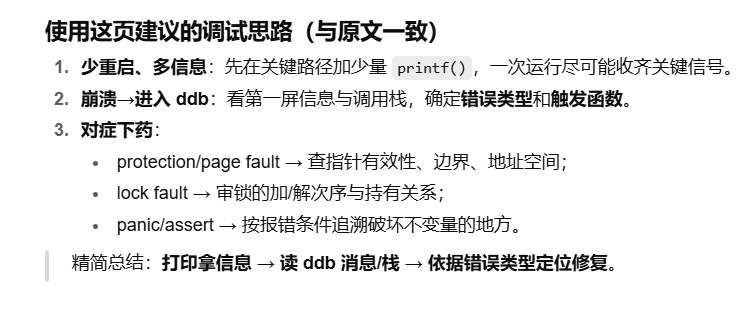 使用这页建议的调试思路（与原文一致）
1. 少重启、多信息：先在关键路径加少量 printf()，一次运行尽可能收齐关键信号。
2. 崩溃→进入 ddb：看第一屏信息与调用栈，确定错误类型和触发函数。
3. 对症下药：
• protection/page fault → 查指针有效性、边界、地址空间；
• lock fault → 审锁的加/解次序与持有关系；
• panic/assert → 按报错条件追溯破坏不变量的地方。
精简总结：打印拿信息 → 读 ddb 消息/栈 → 依据错误类型定位修复。